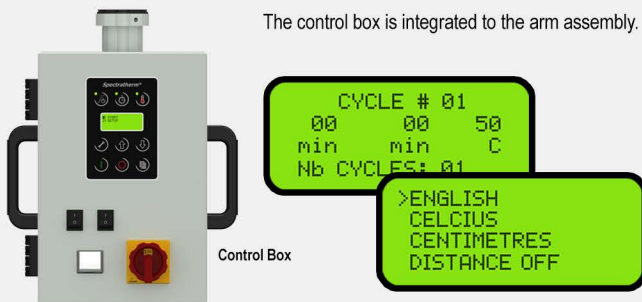 The control box is integrated to the arm assembly.
Spectratherm®
CYCLE # 01
00 00 50
min min C
Nb CYCLES: 01
>ENGLISH
CELCIUS
CENTIMETRES
DISTANCE OFF
Control Box